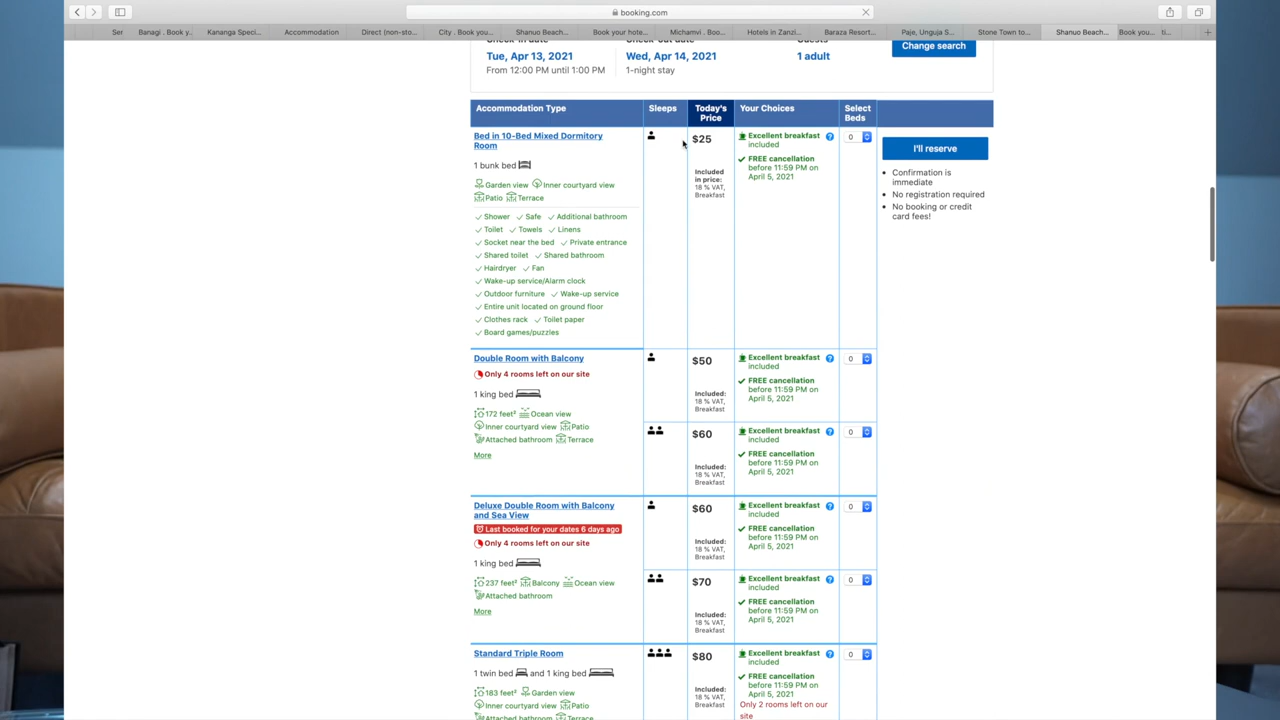 booking.com
Ser
Banagi . Book y...
Kananga Speci...
Accommodation
Direct (non-sto...
City . Book you...
Shanuo Beach...
Book your hote...
Michamvi . Boo...
Hotels in Zanzi...
Baraza Resort...
Paje, Unguja S...
Stone Town to...
Shanuo Beach...
Book you...
ti...
Tue, Apr 13, 2021
From 12:00 PM until 1:00 PM
Wed, Apr 14, 2021
1-night stay
1 adult
Change search
Accommodation Type
Sleeps
Today's
Price
Your Choices
Select
Beds
Bed in 10-Bed Mixed Dormitory
Room
1 bunk bed
Garden view Inner courtyard view
Patio Terrace
✓ Shower ✓ Safe ✓ Additional bathroom
✓ Toilet ✓ Towels ✓ Linens
✓ Socket near the bed ✓ Private entrance
✓ Shared toilet ✓ Shared bathroom
✓ Hairdryer ✓ Fan
✓ Wake-up service/Alarm clock
✓ Outdoor furniture ✓ Wake-up service
✓ Entire unit located on ground floor
✓ Clothes rack ✓ Toilet paper
✓ Board games/puzzles
$25
Included
in price:
18 % VAT,
Breakfast
Excellent breakfast
included
?
✓ FREE cancellation
before 11:59 PM on
April 5, 2021
0
I'll reserve
• Confirmation is
immediate
• No registration required
• No booking or credit
card fees!
Double Room with Balcony
Only 4 rooms left on our site
1 king bed
172 feet² Ocean view
Inner courtyard view Patio
Attached bathroom Terrace
More
$50
Included:
18 % VAT,
Breakfast
Excellent breakfast
included
?
✓ FREE cancellation
before 11:59 PM on
April 5, 2021
0
$60
Included:
18 % VAT,
Breakfast
Excellent breakfast
included
?
✓ FREE cancellation
before 11:59 PM on
April 5, 2021
0
Deluxe Double Room with Balcony
and Sea View
Last booked for your dates 6 days ago
Only 4 rooms left on our site
1 king bed
237 feet² Balcony Ocean view
Attached bathroom
More
$60
Included:
18 % VAT,
Breakfast
Excellent breakfast
included
?
✓ FREE cancellation
before 11:59 PM on
April 5, 2021
0
$70
Included:
18 % VAT,
Breakfast
Excellent breakfast
included
?
✓ FREE cancellation
before 11:59 PM on
April 5, 2021
0
Standard Triple Room
1 twin bed and 1 king bed
183 feet² Garden view
Inner courtyard view Patio
Attached bathroom Terrace
$80
Included:
18 % VAT,
Breakfast
Excellent breakfast
included
?
✓ FREE cancellation
before 11:59 PM on
April 5, 2021
Only 2 rooms left on our
site
0